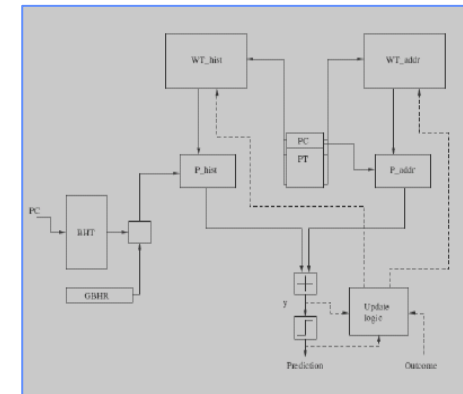 WT_hist
WT_addr
PC
PT
P_hist
P_addr
PC
BHT
GBHR
y
Update
logic
Prediction
Outcome